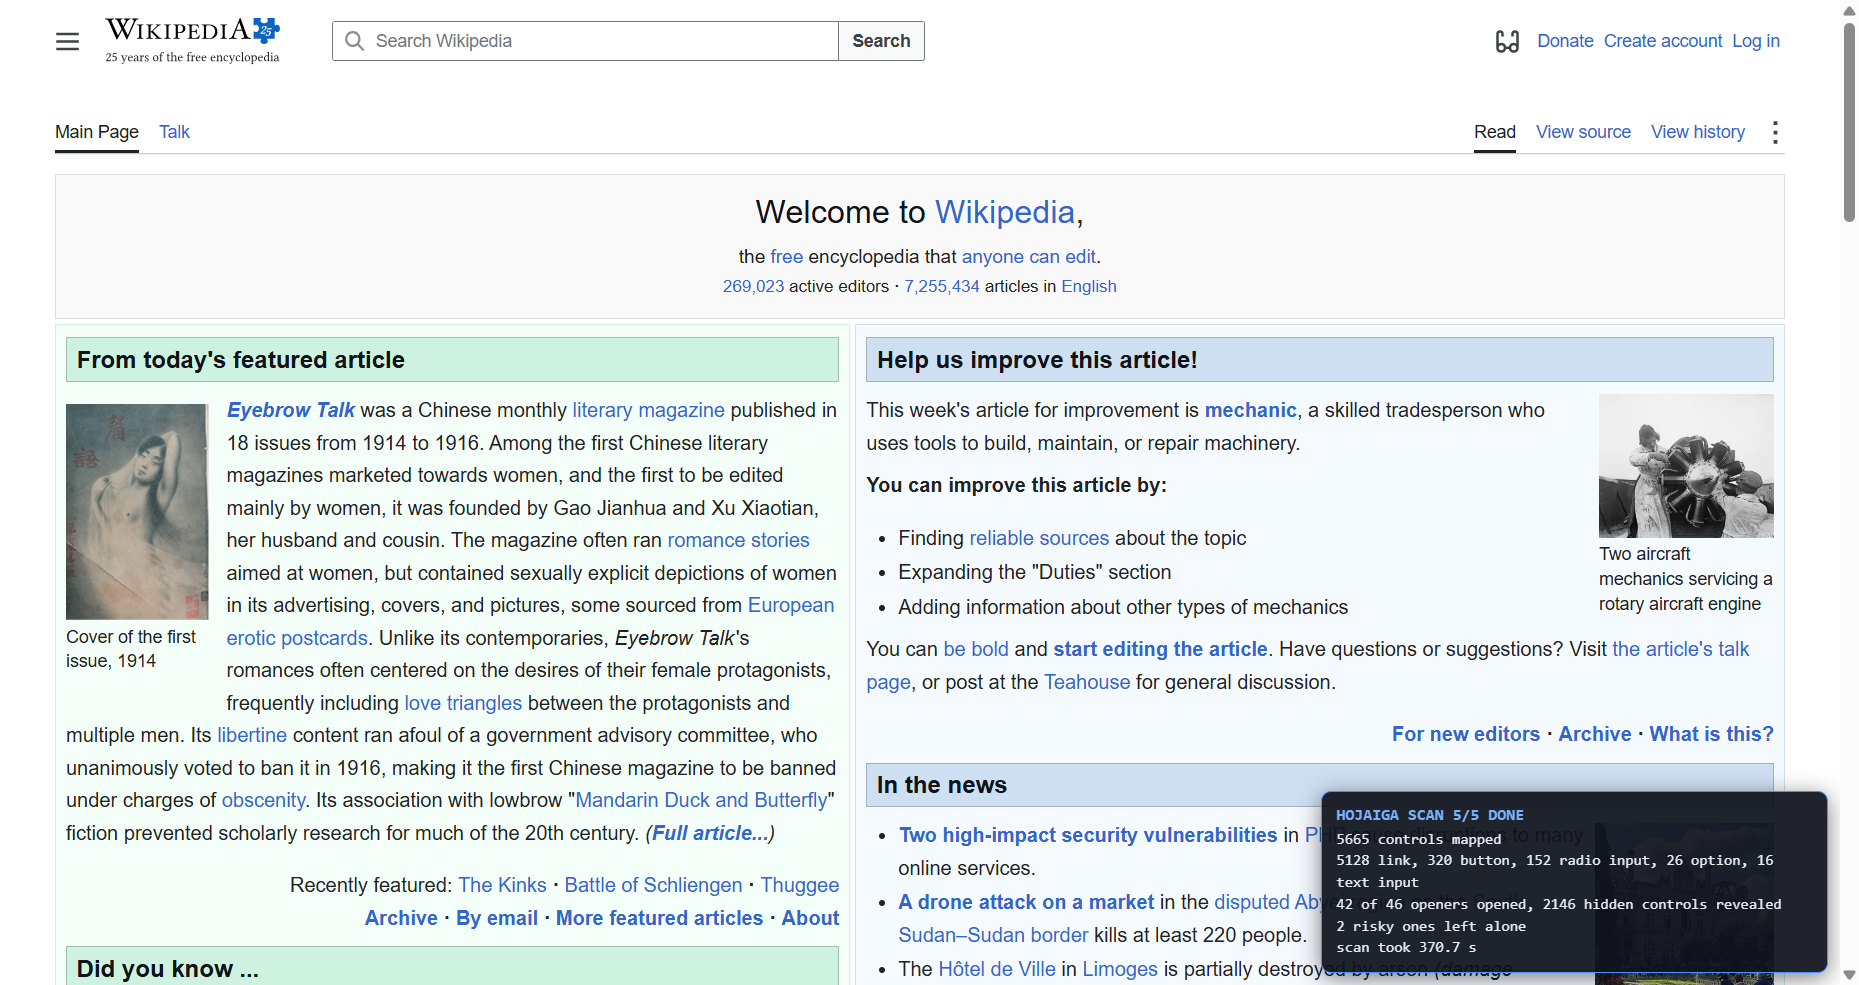 WIKIPEDIA 25
25 years of the free encyclopedia
Search Wikipedia
Search
Donate Create account Log in
Main Page Talk
Read View source View history
Welcome to Wikipedia,
the free encyclopedia that anyone can edit.
269,023 active editors · 7,255,434 articles in English
From today's featured article
眉
語
Eyebrow Talk was a Chinese monthly literary magazine published in
18 issues from 1914 to 1916. Among the first Chinese literary
magazines marketed towards women, and the first to be edited
mainly by women, it was founded by Gao Jianhua and Xu Xiaotian,
her husband and cousin. The magazine often ran romance stories
aimed at women, but contained sexually explicit depictions of women
in its advertising, covers, and pictures, some sourced from European
erotic postcards. Unlike its contemporaries, Eyebrow Talk's
romances often centered on the desires of their female protagonists,
frequently including love triangles between the protagonists and
multiple men. Its libertine content ran afoul of a government advisory committee, who
unanimously voted to ban it in 1916, making it the first Chinese magazine to be banned
under charges of obscenity. Its association with lowbrow "Mandarin Duck and Butterfly"
fiction prevented scholarly research for much of the 20th century. (Full article...)
Cover of the first
issue, 1914
Recently featured: The Kinks · Battle of Schliengen · Thuggee
Archive · By email · More featured articles · About
Did you know ...
Help us improve this article!
This week's article for improvement is mechanic, a skilled tradesperson who
uses tools to build, maintain, or repair machinery.
You can improve this article by:
• Finding reliable sources about the topic
• Expanding the "Duties" section
• Adding information about other types of mechanics
Two aircraft
mechanics servicing a
rotary aircraft engine
You can be bold and start editing the article. Have questions or suggestions? Visit the article's talk
page, or post at the Teahouse for general discussion.
For new editors · Archive · What is this?
In the news
• Two high-impact security vulnerabilities in PHP cause disruptions to many
online services.
• A drone attack on a market in the disputed
Sudan–Sudan border kills at least 220 people.
• The Hôtel de Ville in Limoges is partially destroyed by arson (damage
HOJAIGA SCAN 5/5 DONE
5665 controls mapped
5128 link, 320 button, 152 radio input, 26 option, 16
text input
42 of 46 openers opened, 2146 hidden controls revealed
2 risky ones left alone
scan took 370.7 s